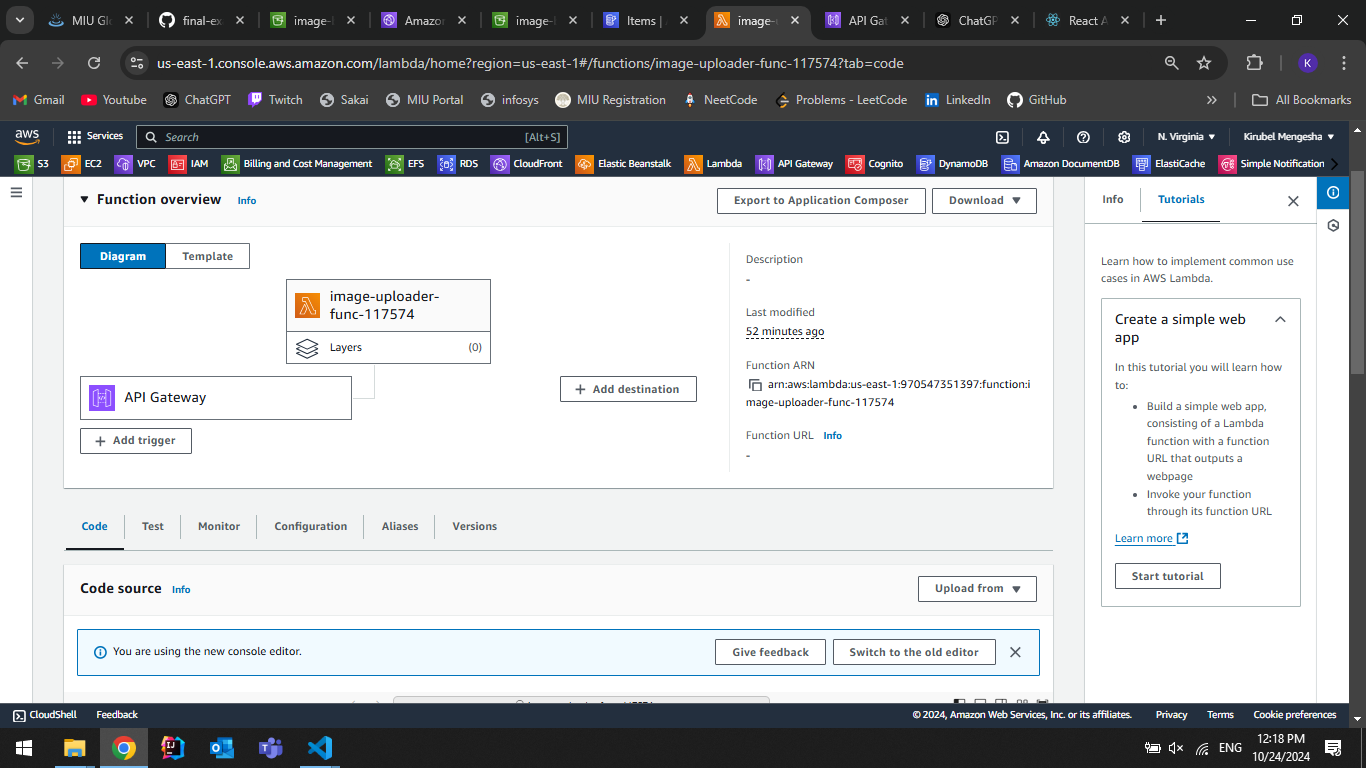 MIU Glo
final-ex
image-l
Amazon
image-l
Items | A
image-u
API Gat
ChatGP
React A
us-east-1.console.aws.amazon.com/lambda/home?region=us-east-1#/functions/image-uploader-func-117574?tab=code
K
Gmail
Youtube
ChatGPT
Twitch
Sakai
MIU Portal
infosys
MIU Registration
NeetCode
Problems - LeetCode
LinkedIn
GitHub
All Bookmarks
aws
Services
Search
[Alt+S]
N. Virginia
Kirubel Mengesha
S3
EC2
VPC
IAM
Billing and Cost Management
EFS
RDS
CloudFront
Elastic Beanstalk
Lambda
API Gateway
Cognito
DynamoDB
Amazon DocumentDB
ElastiCache
Simple Notification
Function overview
Info
Export to Application Composer
Download
Diagram
Template
image-uploader-
func-117574
Layers
(0)
API Gateway
+ Add trigger
+ Add destination
Description
-
Last modified
52 minutes ago
Function ARN
arn:aws:lambda:us-east-1:970547351397:function:i
mage-uploader-func-117574
Function URL
Info
-
Code
Test
Monitor
Configuration
Aliases
Versions
Code source
Info
Upload from
You are using the new console editor.
Give feedback
Switch to the old editor
Info
Tutorials
Learn how to implement common use
cases in AWS Lambda.
Create a simple web
app
In this tutorial you will learn how
to:
• Build a simple web app,
consisting of a Lambda
function with a function
URL that outputs a
webpage
• Invoke your function
through its function URL
Learn more
Start tutorial
CloudShell
Feedback
© 2024, Amazon Web Services, Inc. or its affiliates.
Privacy
Terms
Cookie preferences
ENG
12:18 PM
10/24/2024